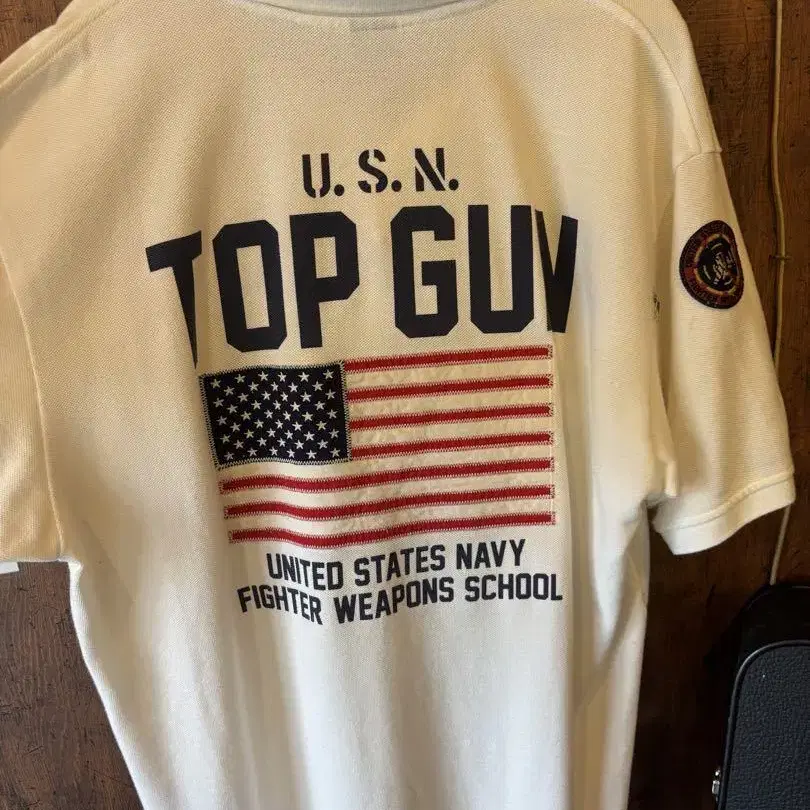 U.S.N.
TOP GUN
UNITED STATES NAVY
FIGHTER WEAPONS SCHOOL